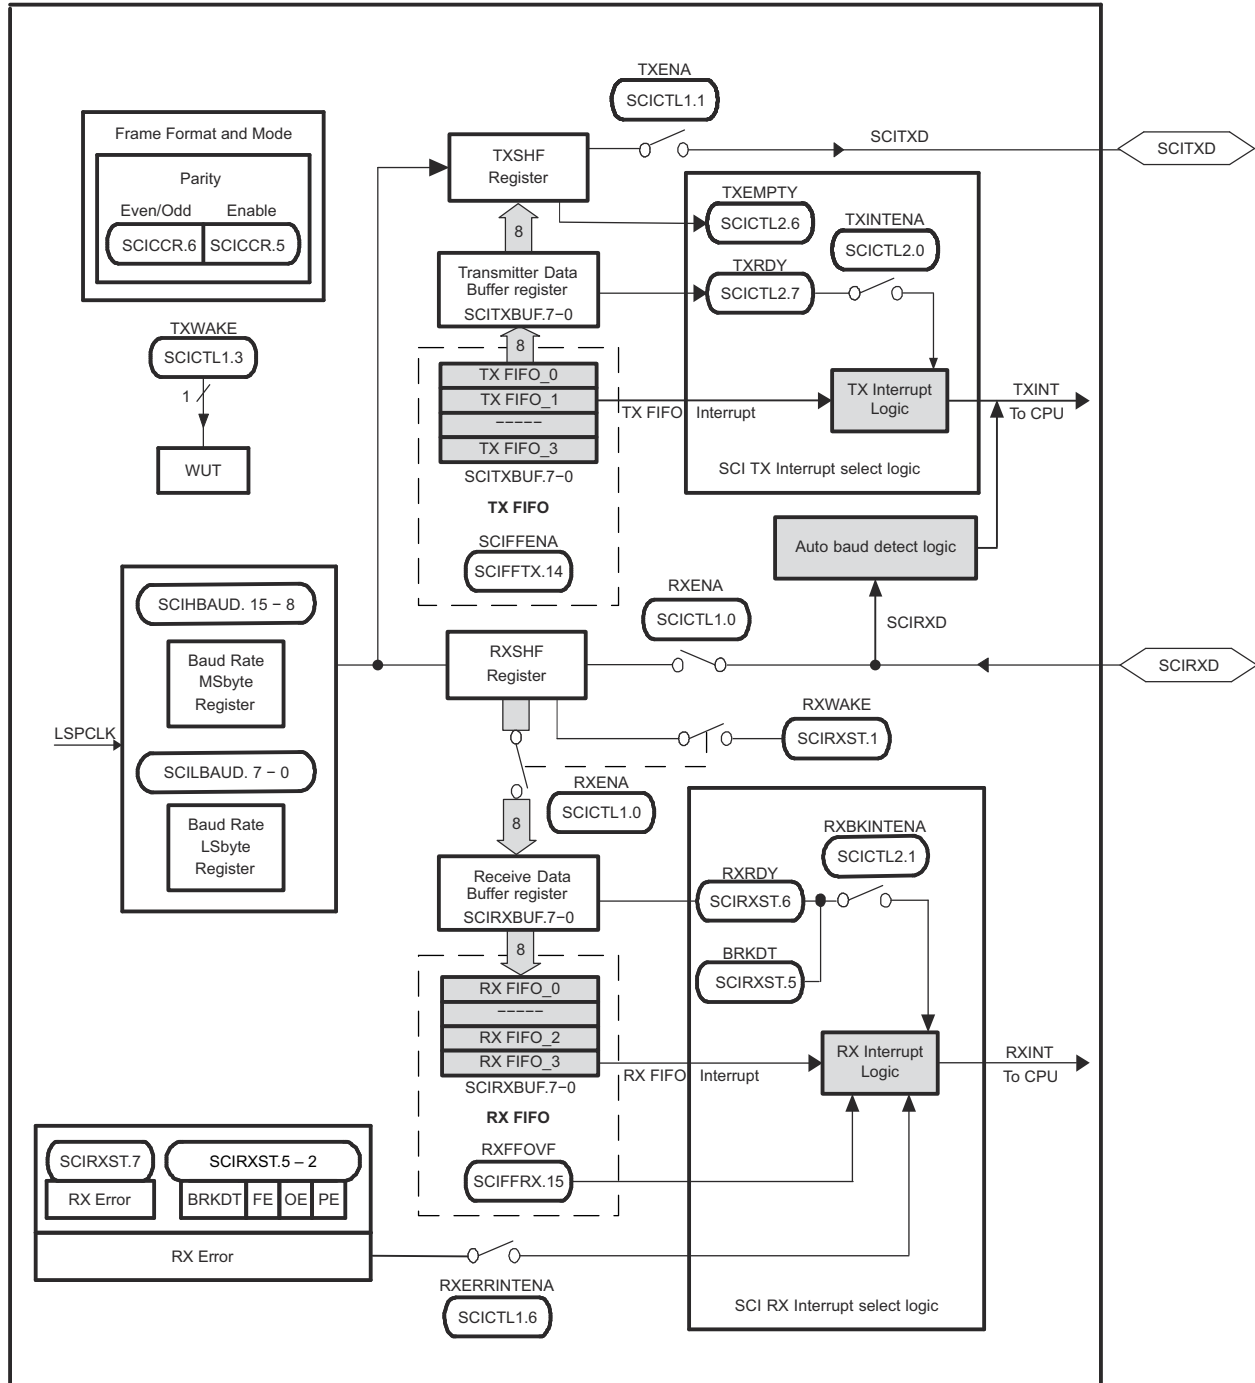 TXENA
SCICTL1.1
Frame Format and Mode
Parity
Even/Odd Enable
SCICCR.6 SCICCR.5
TXSHF
Register
SCITXD
SCITXD
8
TXEMPTY
SCICTL2.6
TXINTENA
SCICTL2.0
Transmitter Data
Buffer register
SCITXBUF.7−0
TXRDY
SCICTL2.7
TXWAKE
SCICTL1.3
1
WUT
8
TX FIFO_0
TX FIFO_1
−−−−−
TX FIFO_3
SCITXBUF.7−0
TX FIFO
SCIFFENA
SCIFFTX.14
TX FIFO Interrupt
TX Interrupt
Logic
TXINT
To CPU
SCI TX Interrupt select logic
Auto baud detect logic
SCIHBAUD. 15 − 8
Baud Rate
MSbyte
Register
LSPCLK
SCILBAUD. 7 − 0
Baud Rate
LSbyte
Register
RXENA
SCICTL1.0
SCIRXD
RXSHF
Register
SCIRXD
RXWAKE
SCIRXST.1
RXENA
SCICTL1.0
8
Receive Data
Buffer register
SCIRXBUF.7−0
8
RXBKINTENA
SCICTL2.1
RXRDY
SCIRXST.6
BRKDT
SCIRXST.5
RX FIFO_0
−−−−−
RX FIFO_2
RX FIFO_3
SCIRXBUF.7−0
RX FIFO
RX FIFO Interrupt
RX Interrupt
Logic
RXINT
To CPU
RXFFOVF
SCIFFRX.15
SCIRXST.7 SCIRXST.5 – 2
RX Error BRKDT FE OE PE
RX Error
RXERRINTENA
SCICTL1.6
SCI RX Interrupt select logic